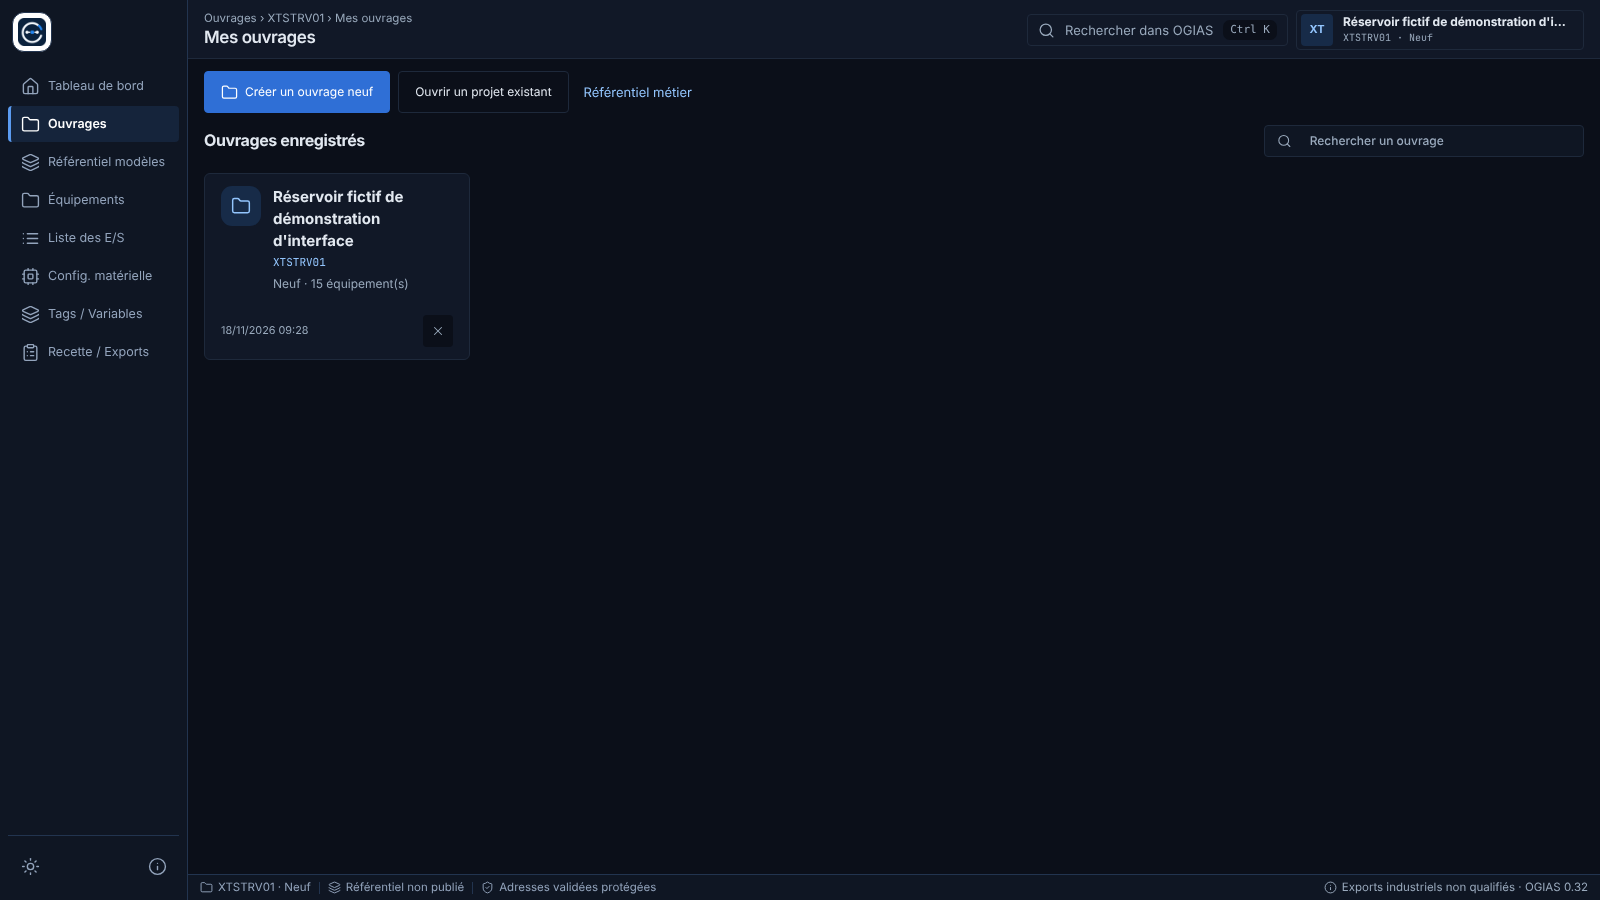 Ouvrages › XTSTRV01 › Mes ouvrages
Mes ouvrages
Rechercher dans OGIAS Ctrl K
XT
Réservoir fictif de démonstration d'i...
XTSTRV01 · Neuf
Tableau de bord
Ouvrages
Référentiel modèles
Équipements
Liste des E/S
Config. matérielle
Tags / Variables
Recette / Exports
Créer un ouvrage neuf
Ouvrir un projet existant
Référentiel métier
Ouvrages enregistrés
Rechercher un ouvrage
Réservoir fictif de
démonstration
d'interface
XTSTRV01
Neuf · 15 équipement(s)
18/11/2026 09:28
XTSTRV01 · Neuf
Référentiel non publié
Adresses validées protégées
Exports industriels non qualifiés · OGIAS 0.32